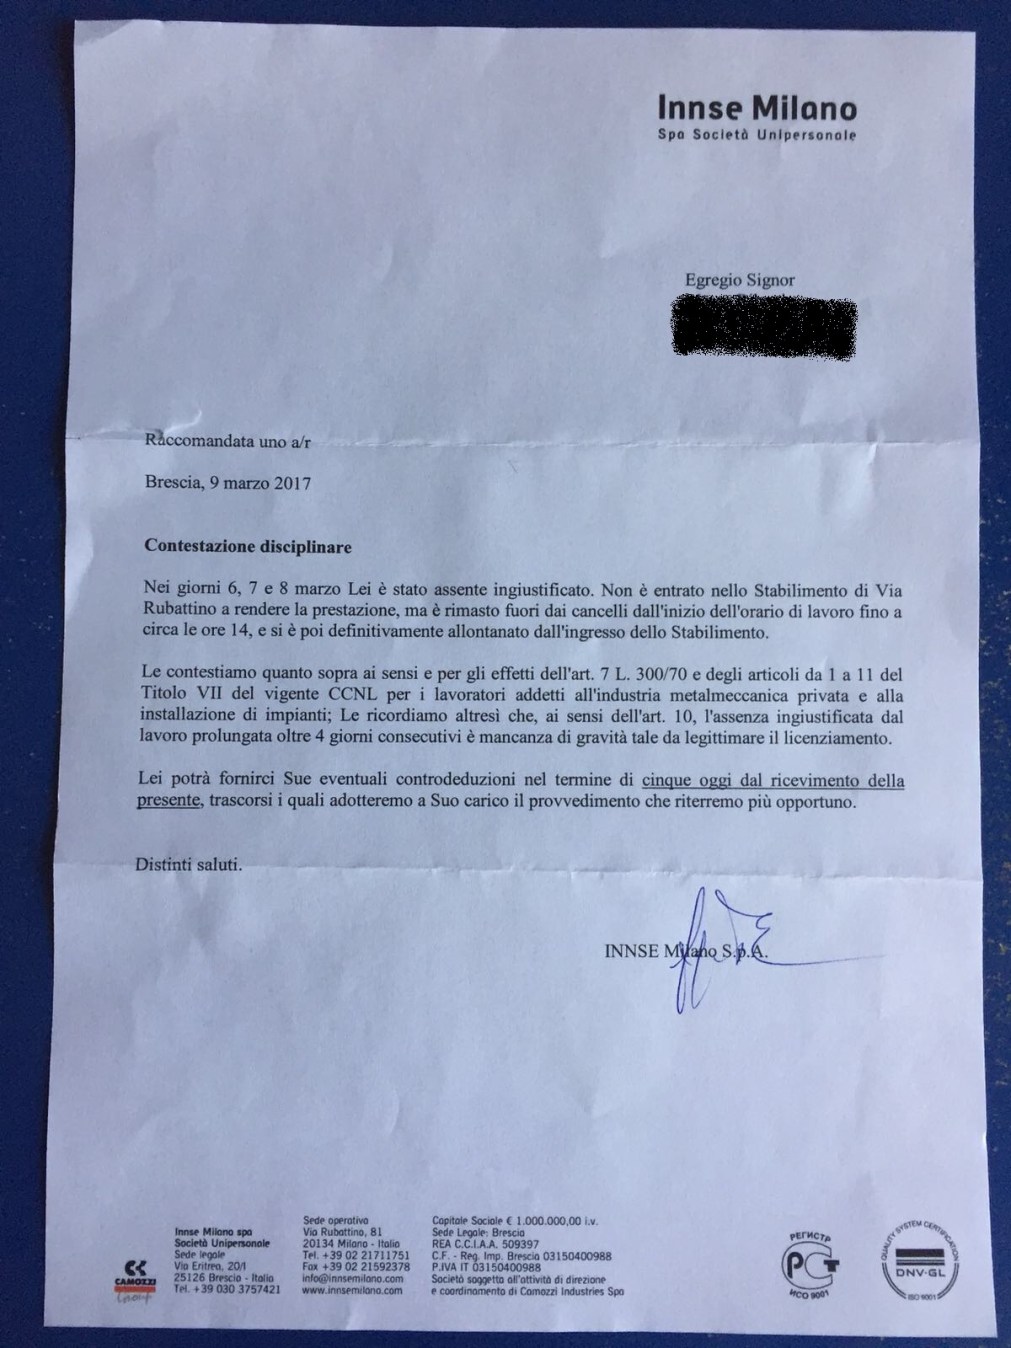 Innse Milano
Spa Società Unipersonale
Egregio Signor
Raccomandata uno a/r
Brescia, 9 marzo 2017
Contestazione disciplinare
Nei giorni 6, 7 e 8 marzo Lei è stato assente ingiustificato. Non è entrato nello Stabilimento di Via
Rubattino a rendere la prestazione, ma è rimasto fuori dai cancelli dall'inizio dell'orario di lavoro fino a
circa le ore 14, e si è poi definitivamente allontanato dall'ingresso dello Stabilimento.
Le contestiamo quanto sopra ai sensi e per gli effetti dell'art. 7 L. 300/70 e degli articoli da 1 a 11 del
Titolo VII del vigente CCNL per i lavoratori addetti all'industria metalmeccanica privata e alla
installazione di impianti; Le ricordiamo altresì che, ai sensi dell'art. 10, l'assenza ingiustificata dal
lavoro prolungata oltre 4 giorni consecutivi è mancanza di gravità tale da legittimare il licenziamento.
Lei potrà fornirci Sue eventuali controdeduzioni nel termine di cinque oggi dal ricevimento della
presente, trascorsi i quali adotteremo a Suo carico il provvedimento che riterremo più opportuno.
Distinti saluti.
INNSE Milano S.p.A.
CAMOZZI
Group
Innse Milano spa
Società Unipersonale
Sede legale
Via Eritrea, 20/I
25126 Brescia - Italia
Tel. +39 030 3757421
Sede operativa
Via Rubattino, 81
20134 Milano - Italia
Tel. +39 02 21711751
Fax +39 02 21592378
info@innsemilano.com
www.innsemilano.com
Capitale Sociale € 1.000.000,00 i.v.
Sede Legale: Brescia
REA C.C.I.A.A. 509397
C.F. - Reg. Imp. Brescia 03150400988
P.IVA IT 03150400988
Società soggetta all'attività di direzione
e coordinamento di Camozzi Industries Spa
РЕГИСТР
ИСО 9001
QUALITY SYSTEM CERTIFICATION
DNV·GL
ISO 9001